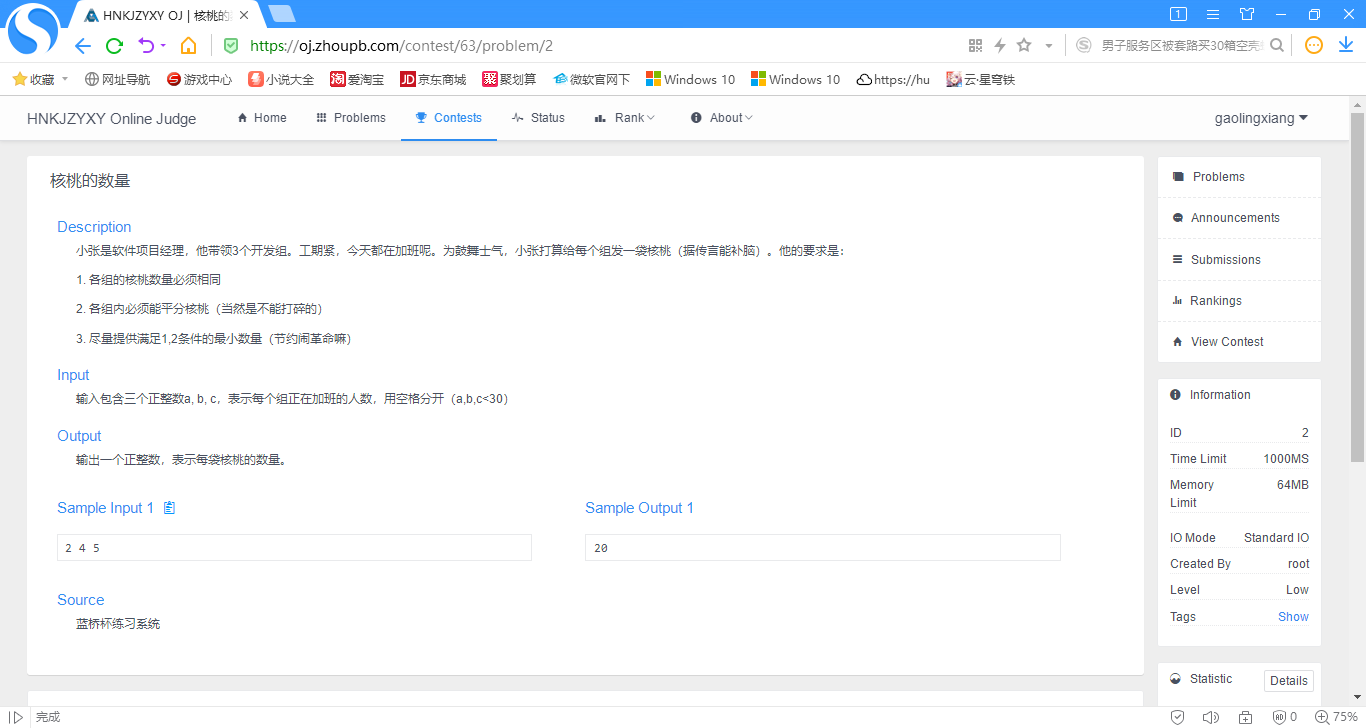 HNKJZYXY OJ | 核桃的
1
https://oj.zhoupb.com/contest/63/problem/2
男子服务区被套路买30箱空壳
收藏 网址导航 游戏中心 小说大全 淘 爱淘宝 JD 京东商城 聚 聚划算 微软官网下 Windows 10 Windows 10 https://hu 云·星穹铁
HNKJZYXY Online Judge Home Problems Contests Status Rank About gaolingxiang
核桃的数量
Description
小张是软件项目经理，他带领3个开发组。工期紧，今天都在加班呢。为鼓舞士气，小张打算给每个组发一袋核桃（据传言能补脑）。他的要求是：
1. 各组的核桃数量必须相同
2. 各组内必须能平分核桃（当然是不能打碎的）
3. 尽量提供满足1,2条件的最小数量（节约闹革命嘛）
Input
输入包含三个正整数a, b, c，表示每个组正在加班的人数，用空格分开（a,b,c<30）
Output
输出一个正整数，表示每袋核桃的数量。
Sample Input 1
2 4 5
Sample Output 1
20
Source
蓝桥杯练习系统
Problems
Announcements
Submissions
Rankings
View Contest
Information
ID 2
Time Limit 1000MS
Memory Limit 64MB
IO Mode Standard IO
Created By root
Level Low
Tags Show
Statistic Details
完成
AD 0
75%